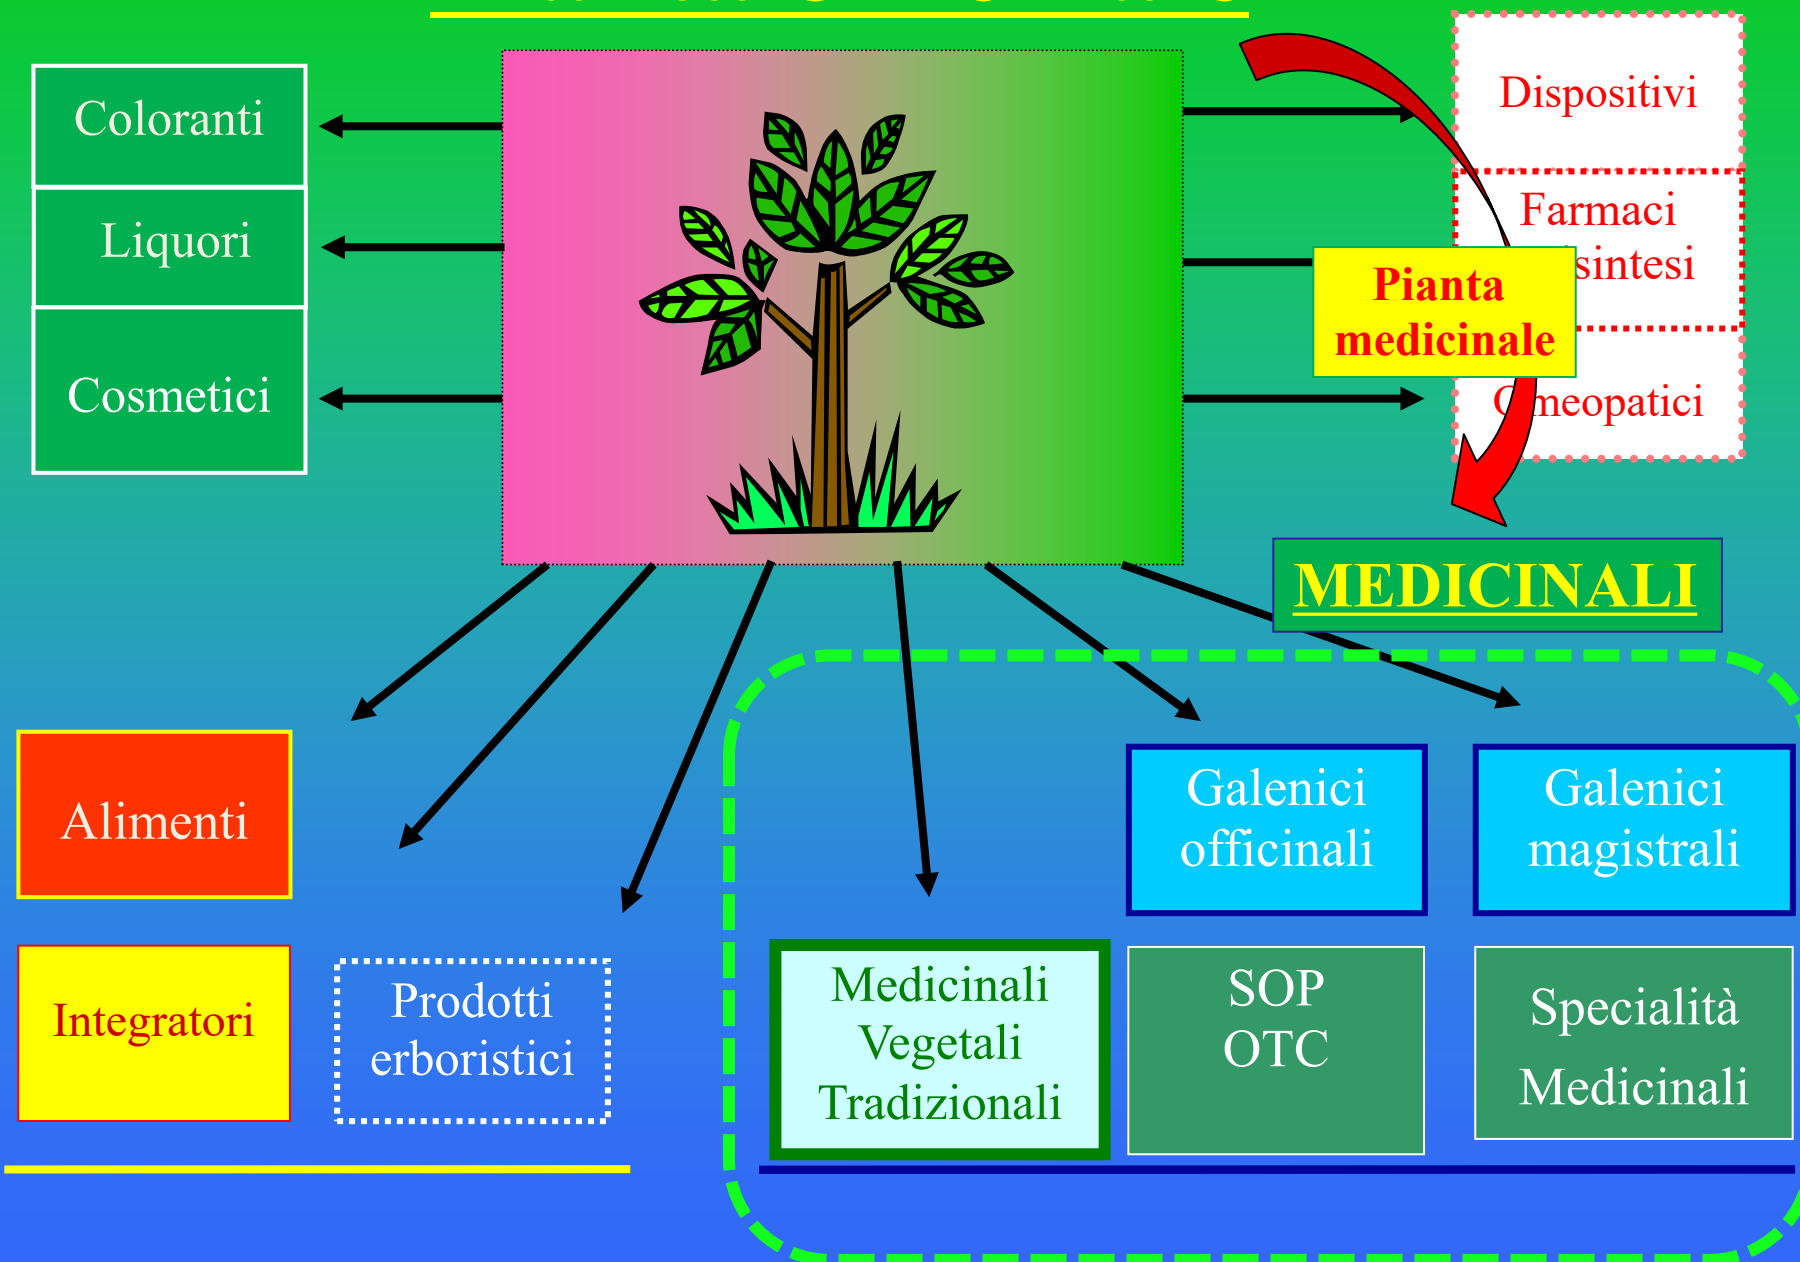 Coloranti
Liquori
Cosmetici
Dispositivi
Farmaci
sintesi
Pianta
medicinale
meopatici
MEDICINALI
Alimenti
Integratori
Prodotti
erboristici
Galenici
officinali
Galenici
magistrali
Medicinali
Vegetali
Tradizionali
SOP
OTC
Specialità
Medicinali